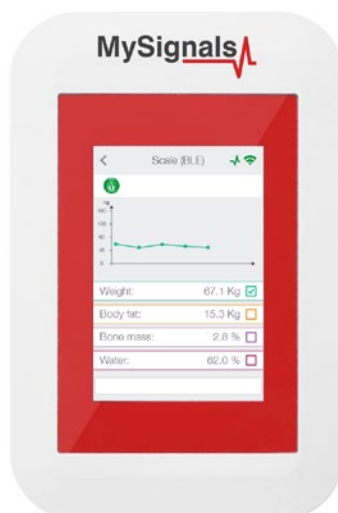 MySignals
Scale (BLE)
Kg
Weight: 67.1 Kg
Body fat: 15.3 Kg
Bone mass: 2.8 %
Water: 62.0 %